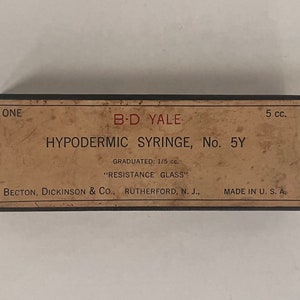 ONE B-D YALE 5 cc.
HYPODERMIC SYRINGE, No. 5Y
GRADUATED 1/5 cc.
"RESISTANCE GLASS"
BECTON, DICKINSON & CO., RUTHERFORD, N. J., MADE IN U. S. A.